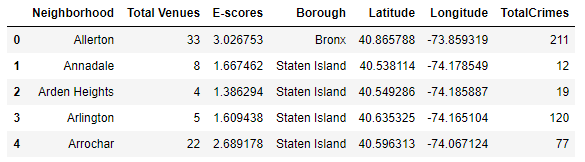 Neighborhood Total Venues E-scores Borough Latitude Longitude TotalCrimes
0 Allerton 33 3.026753 Bronx 40.865788 -73.859319 211
1 Annadale 8 1.667462 Staten Island 40.538114 -74.178549 12
2 Arden Heights 4 1.386294 Staten Island 40.549286 -74.185887 19
3 Arlington 5 1.609438 Staten Island 40.635325 -74.165104 120
4 Arrochar 22 2.689178 Staten Island 40.596313 -74.067124 77